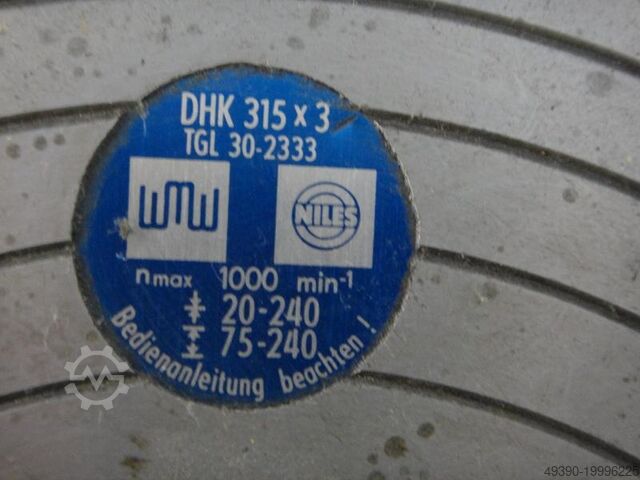 DHK 315 x 3
TGL 30-2333
WMW
NILES
nmax 1000 min-1
20-240
75-240
Bedienanleitung beachten !
49390-19996225